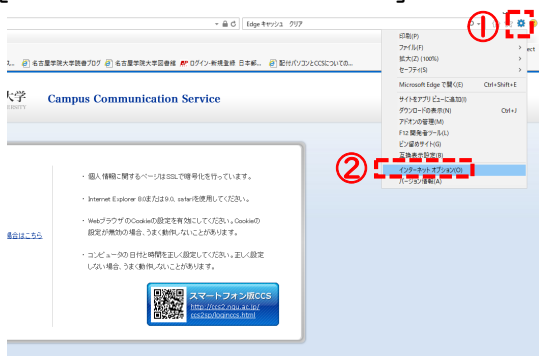 Edge キャッシュ クリア
①
印刷(P)
ファイル(F)
拡大(Z) (100%)
セーフティ(S)
Microsoft Edge で開く(E) Ctrl+Shift+E
サイトをアプリ ビューに追加(I)
ダウンロードの表示(N) Ctrl+J
アドオンの管理(M)
F12 開発者ツール(L)
ピン留めサイト(G)
互換表示設定(B)
②
インターネット オプション(O)
バージョン情報(A)
名古屋学院大学読書ブログ 名古屋学院大学図書館 ログイン・新規登録 日本郵... 配付パソコンとCCSについての...
大学 Campus Communication Service
・ 個人情報に関するページはSSLで暗号化を行っています。
・ Internet Explorer 8.0または9.0、safariを使用してください。
・ WebブラウザのCookieの設定を有効にしてください。Cookieの
設定が無効の場合、うまく動作しないことがあります。
場合はこちら
・ コンピュータの日付と時間を正しく設定してください。正しく設定
しない場合、うまく動作しないことがあります。
スマートフォン版CCS
http://ccs2.ngu.ac.jp/
ccs2sp/loginccs.html